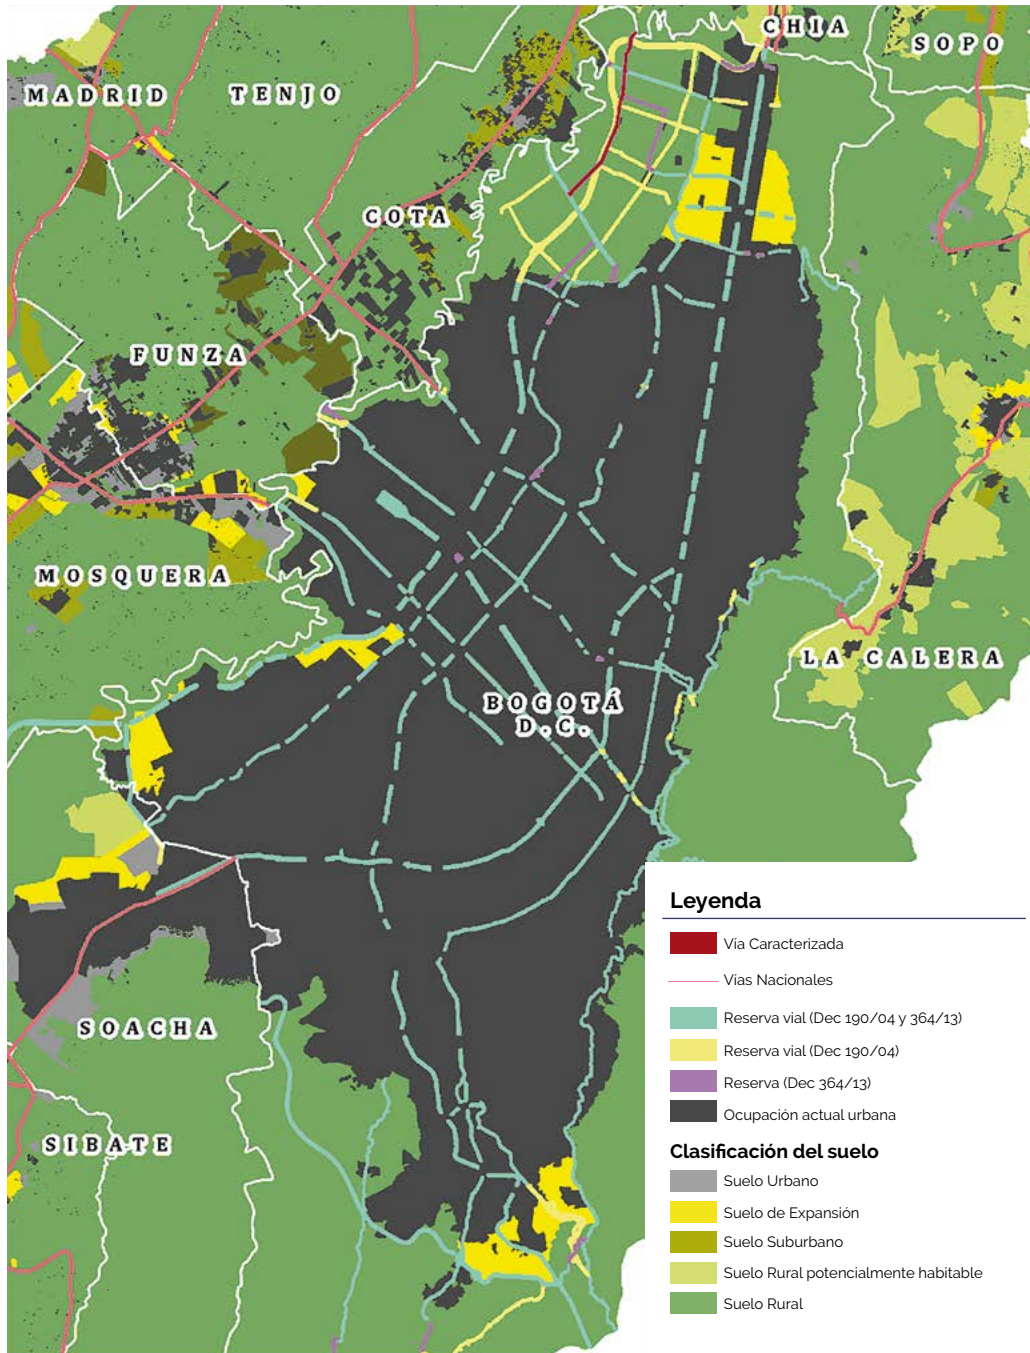 CHIA
SOPO
MADRID
TENJO
COTA
FUNZA
MOSQUERA
LA CALERA
BOGOTÁ
D.C.
SOACHA
SIBATE
Leyenda
Vía Caracterizada
Vías Nacionales
Reserva vial (Dec 190/04 y 364/13)
Reserva vial (Dec 190/04)
Reserva (Dec 364/13)
Ocupación actual urbana
Clasificación del suelo
Suelo Urbano
Suelo de Expansión
Suelo Suburbano
Suelo Rural potencialmente habitable
Suelo Rural